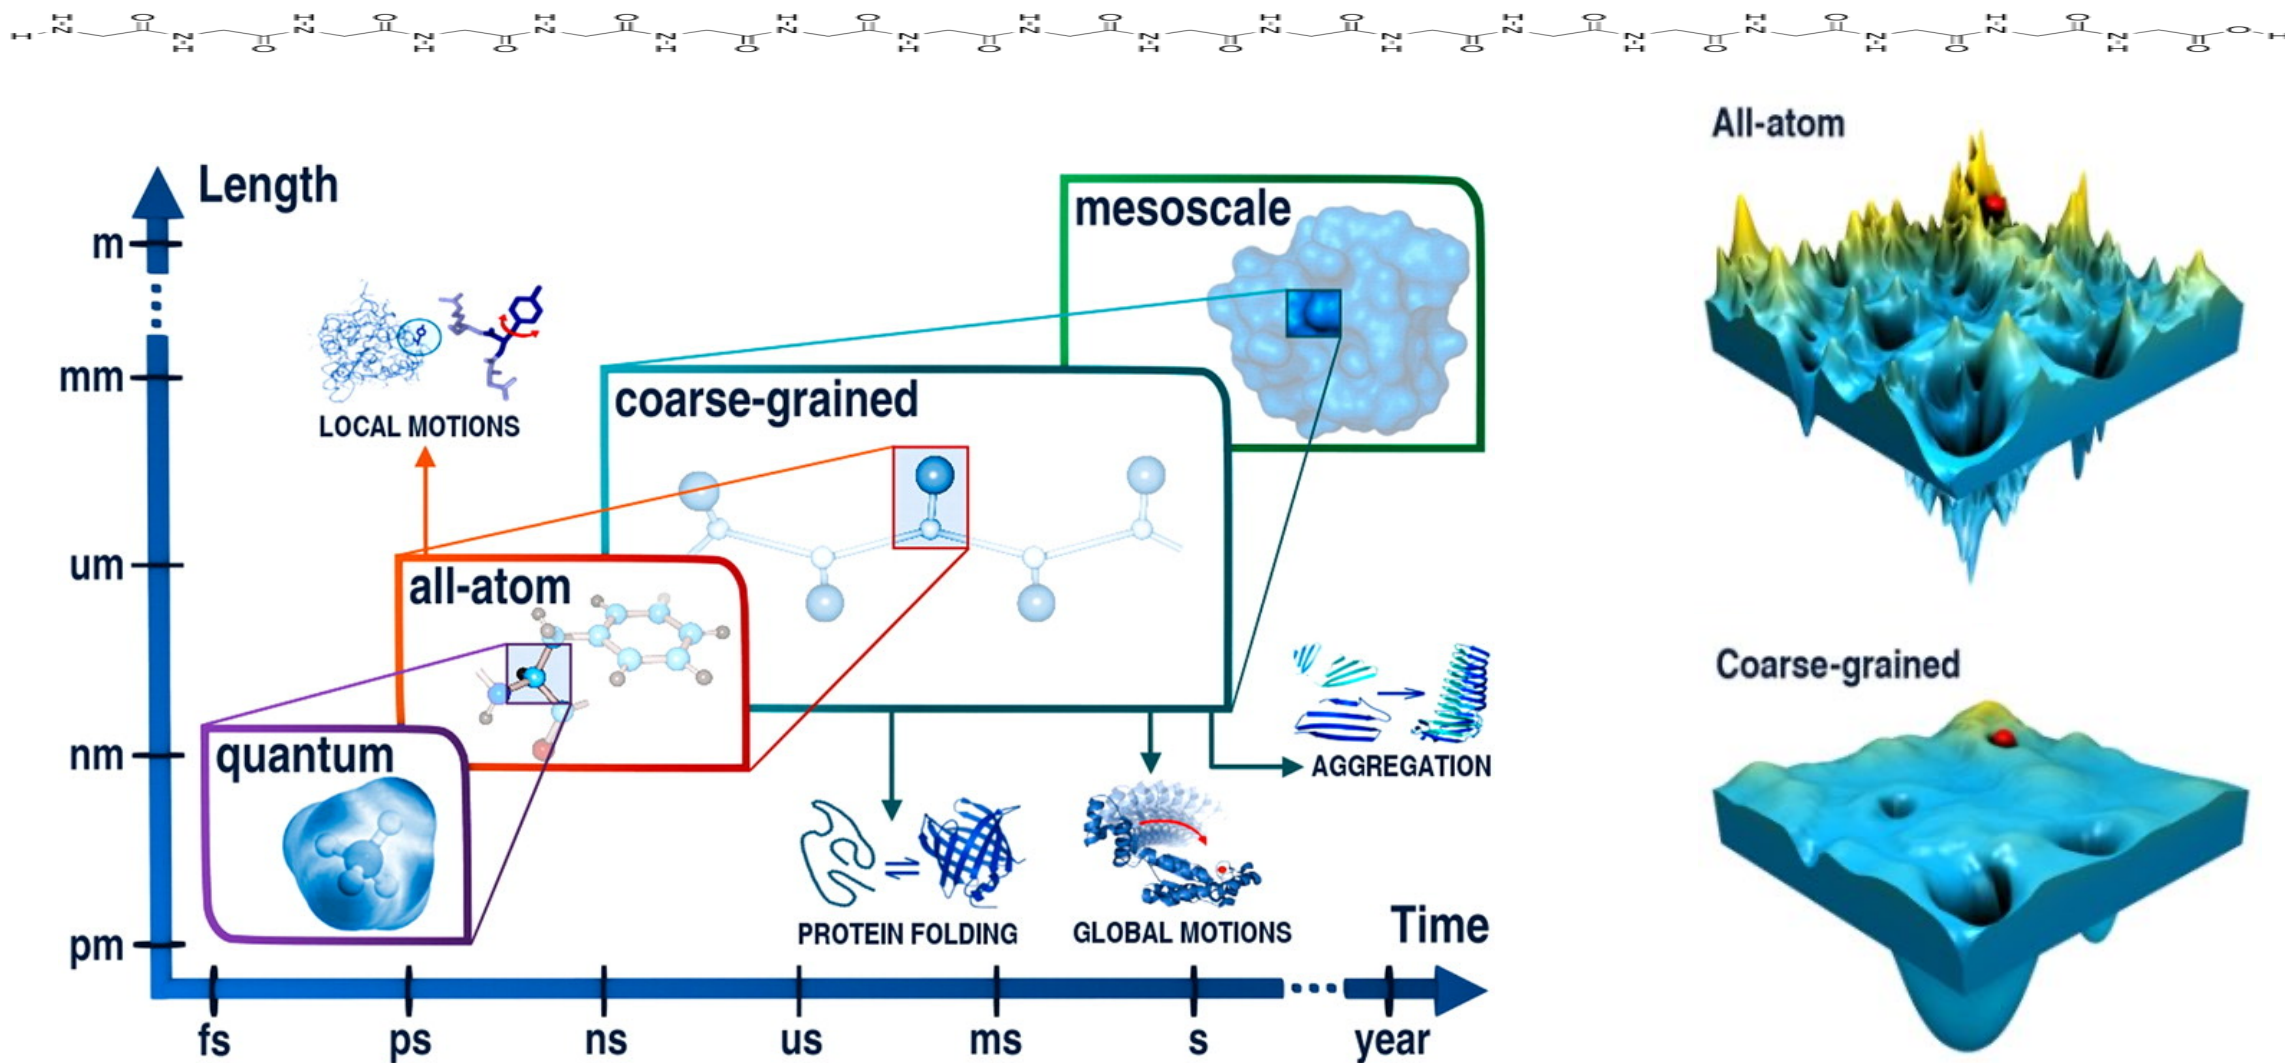 All-atom
Length
mesoscale
m
mm
LOCAL MOTIONS
coarse-grained
um
all-atom
Coarse-grained
quantum
nm
AGGREGATION
PROTEIN FOLDING
GLOBAL MOTIONS
Time
pm
fs ps ns us ms s year